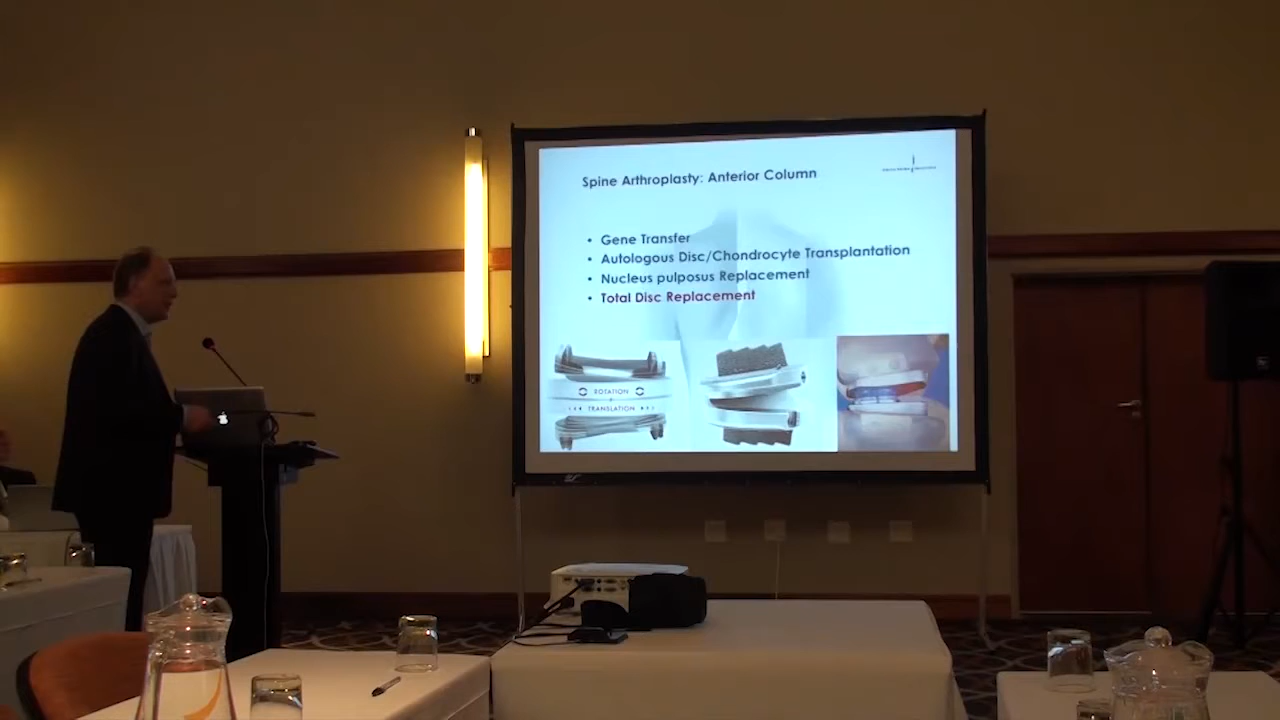 Spine Arthroplasty: Anterior Column
• Gene Transfer
• Autologous Disc/Chondrocyte Transplantation
• Nucleus pulposus Replacement
• Total Disc Replacement
ROTATION
TRANSLATION